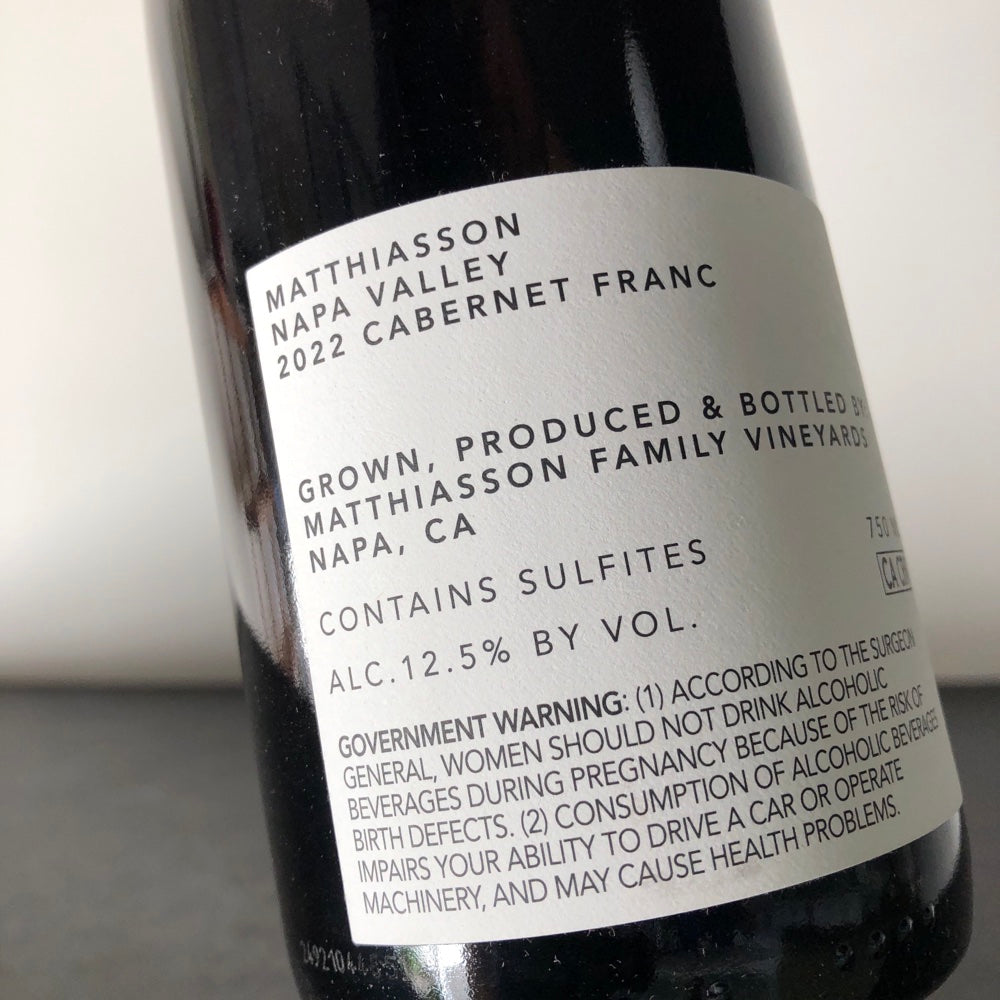 MATTHIASSON
NAPA VALLEY
2022 CABERNET FRANC
GROWN, PRODUCED & BOTTLED BY
MATTHIASSON FAMILY VINEYARDS
NAPA, CA
750
CONTAINS SULFITES
CA
ALC.12.5% BY VOL.
GOVERNMENT WARNING: (1) ACCORDING TO THE SURGEON
GENERAL, WOMEN SHOULD NOT DRINK ALCOHOLIC
BEVERAGES DURING PREGNANCY BECAUSE OF THE RISK OF
BIRTH DEFECTS. (2) CONSUMPTION OF ALCOHOLIC BEVERAGES
IMPAIRS YOUR ABILITY TO DRIVE A CAR OR OPERATE
MACHINERY, AND MAY CAUSE HEALTH PROBLEMS.